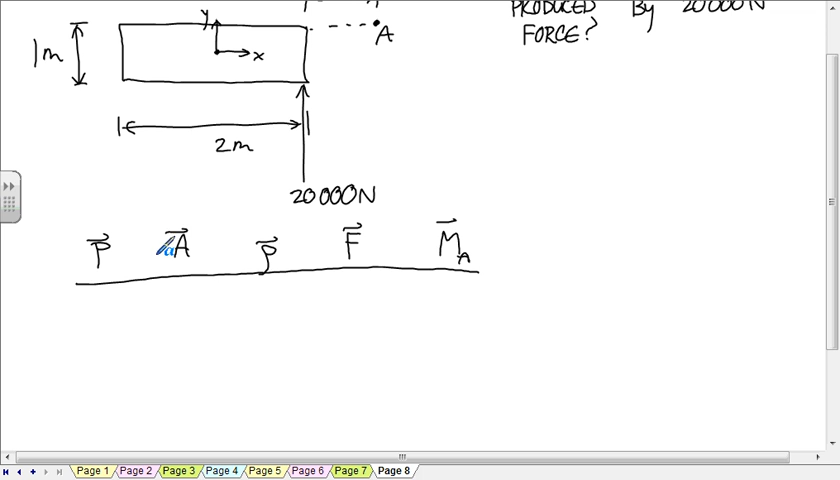 PRODUCED By 20000N
FORCE?
y
A
x
1m
2m
20000N
P A ρ F M_A
Page 1 Page 2 Page 3 Page 4 Page 5 Page 6 Page 7 Page 8